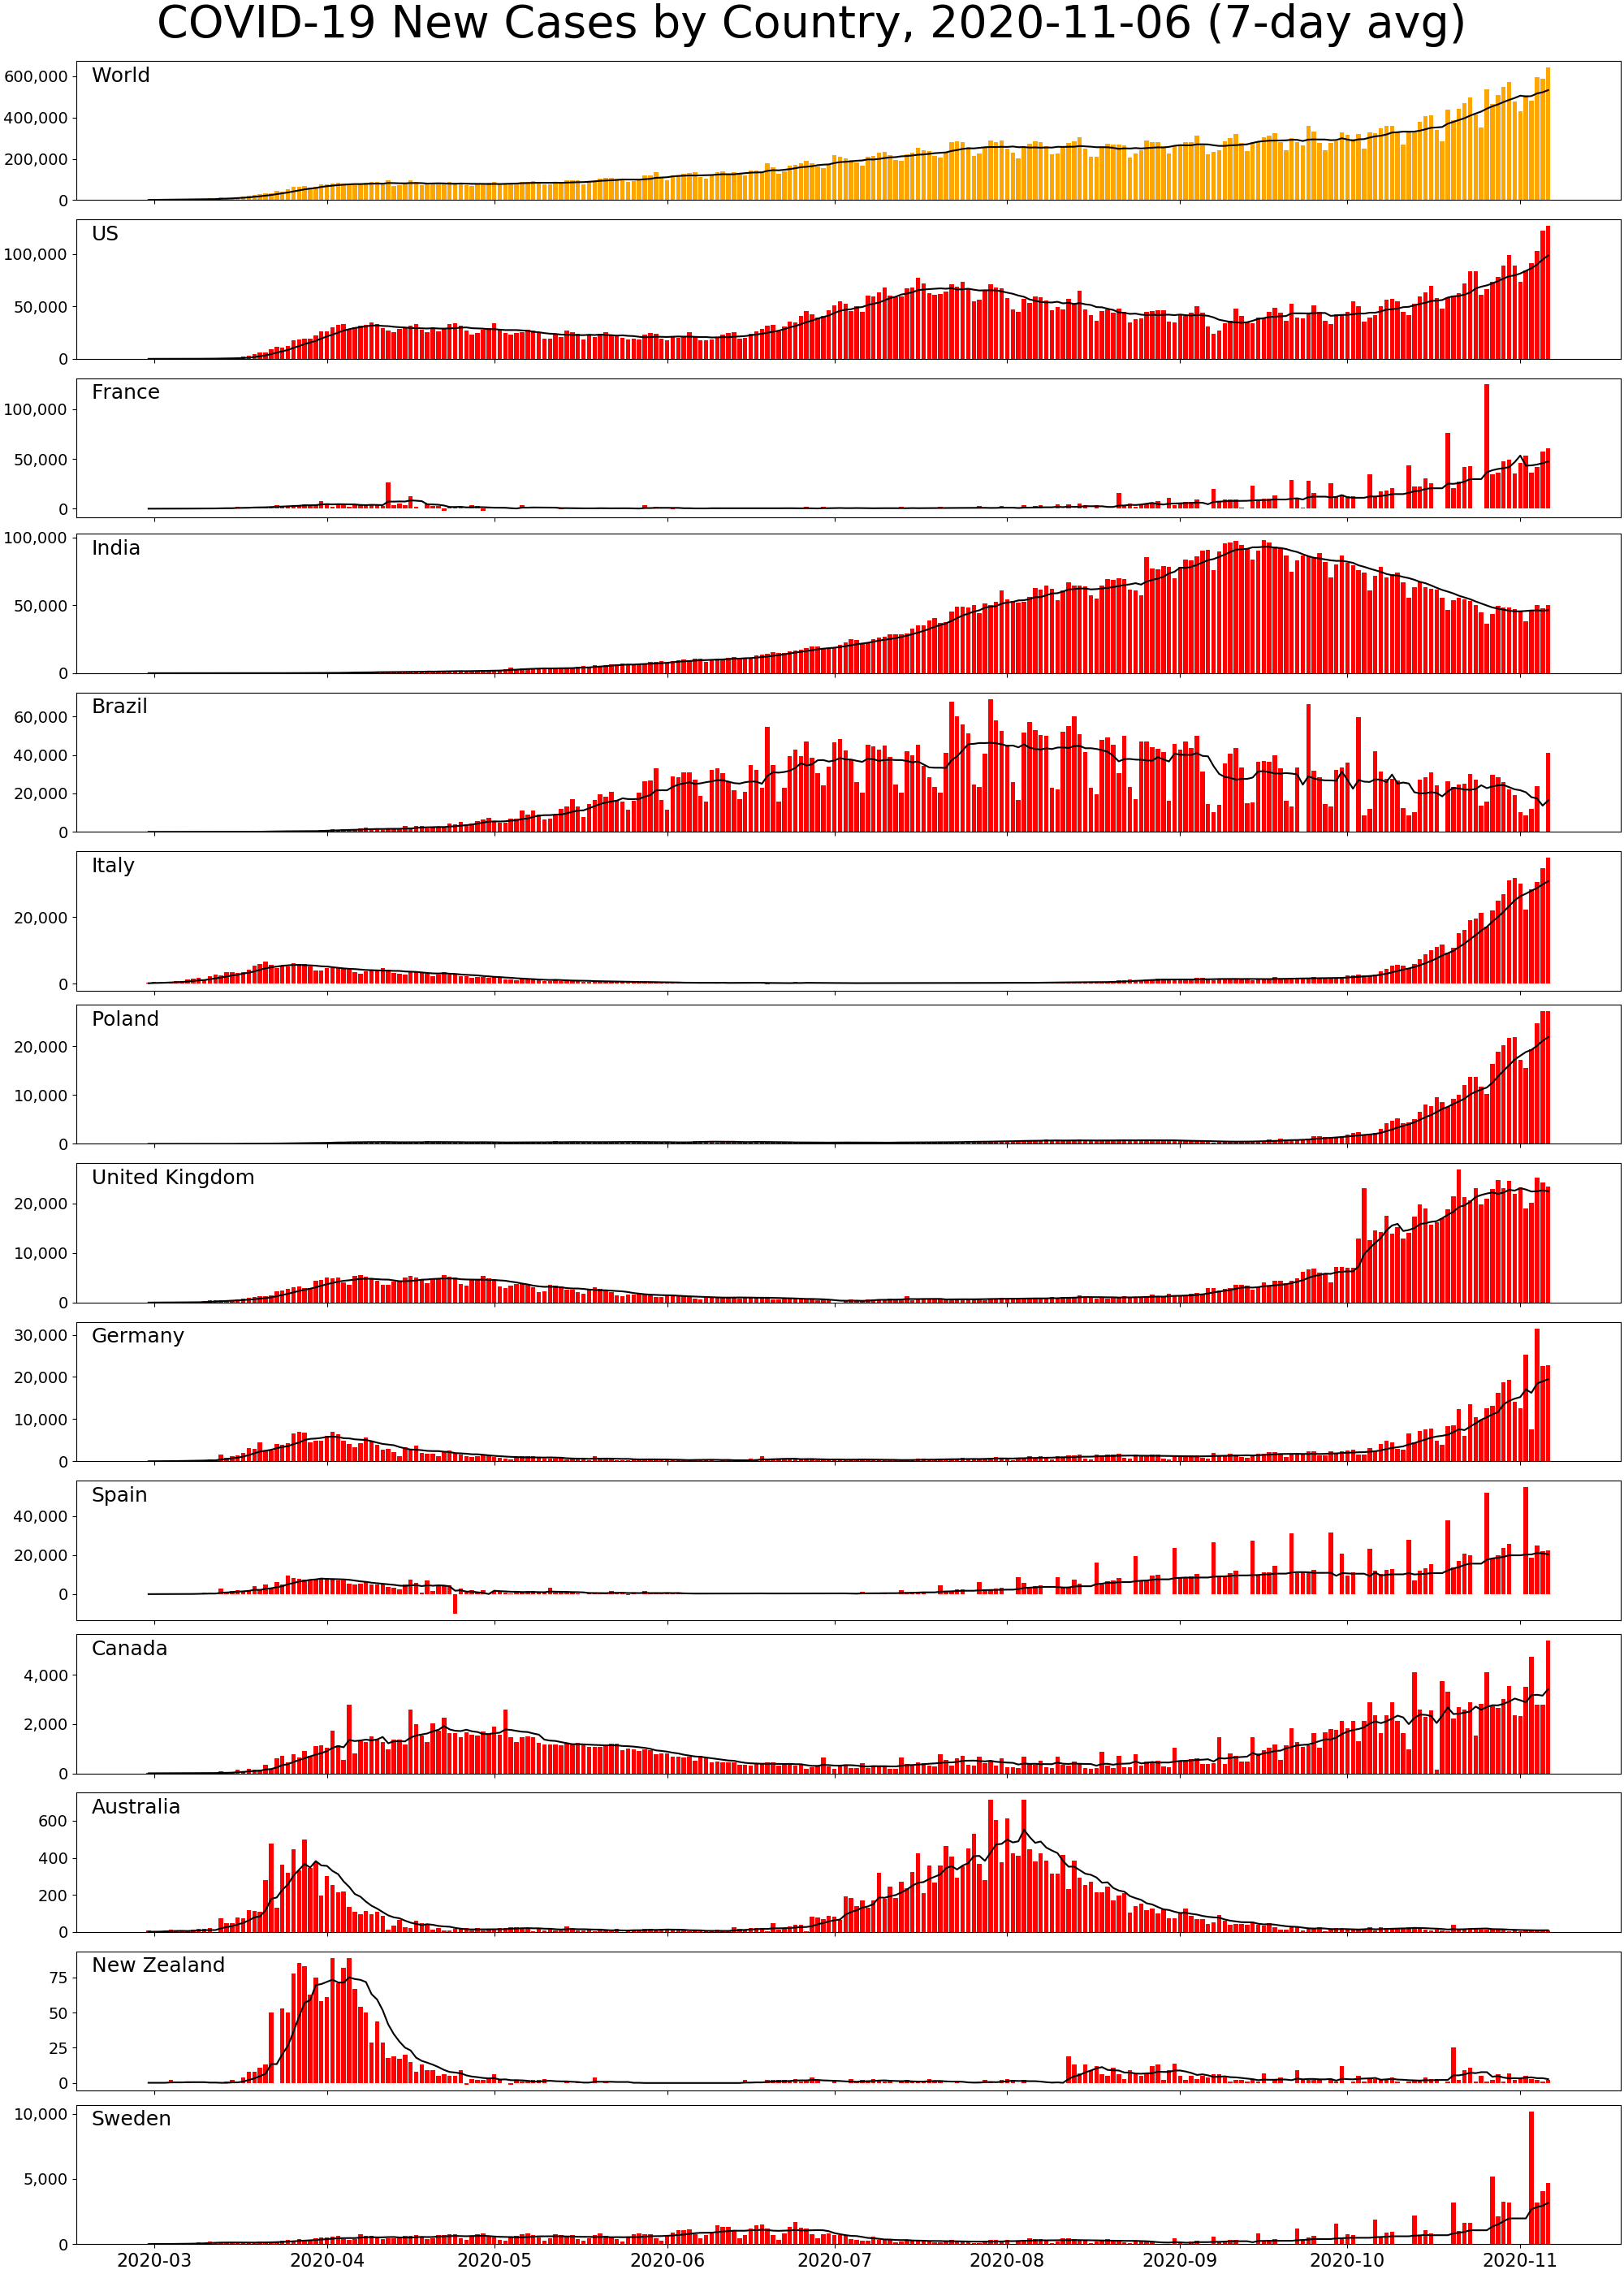 COVID-19 New Cases by Country, 2020-11-06 (7-day avg)
World
600,000
400,000
200,000
0
US
100,000
50,000
0
France
100,000
50,000
0
India
100,000
50,000
0
Brazil
60,000
40,000
20,000
0
Italy
20,000
0
Poland
20,000
10,000
0
United Kingdom
20,000
10,000
0
Germany
30,000
20,000
10,000
0
Spain
40,000
20,000
0
Canada
4,000
2,000
0
Australia
600
400
200
0
New Zealand
75
50
25
0
Sweden
10,000
5,000
0
2020-03 2020-04 2020-05 2020-06 2020-07 2020-08 2020-09 2020-10 2020-11